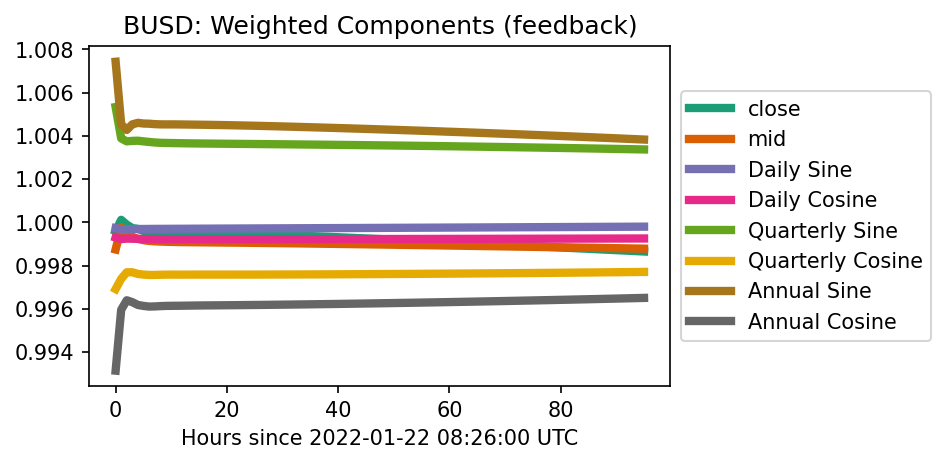 BUSD: Weighted Components (feedback)
1.008
1.006
1.004
1.002
1.000
0.998
0.996
0.994
0 20 40 60 80
Hours since 2022-01-22 08:26:00 UTC
close
mid
Daily Sine
Daily Cosine
Quarterly Sine
Quarterly Cosine
Annual Sine
Annual Cosine